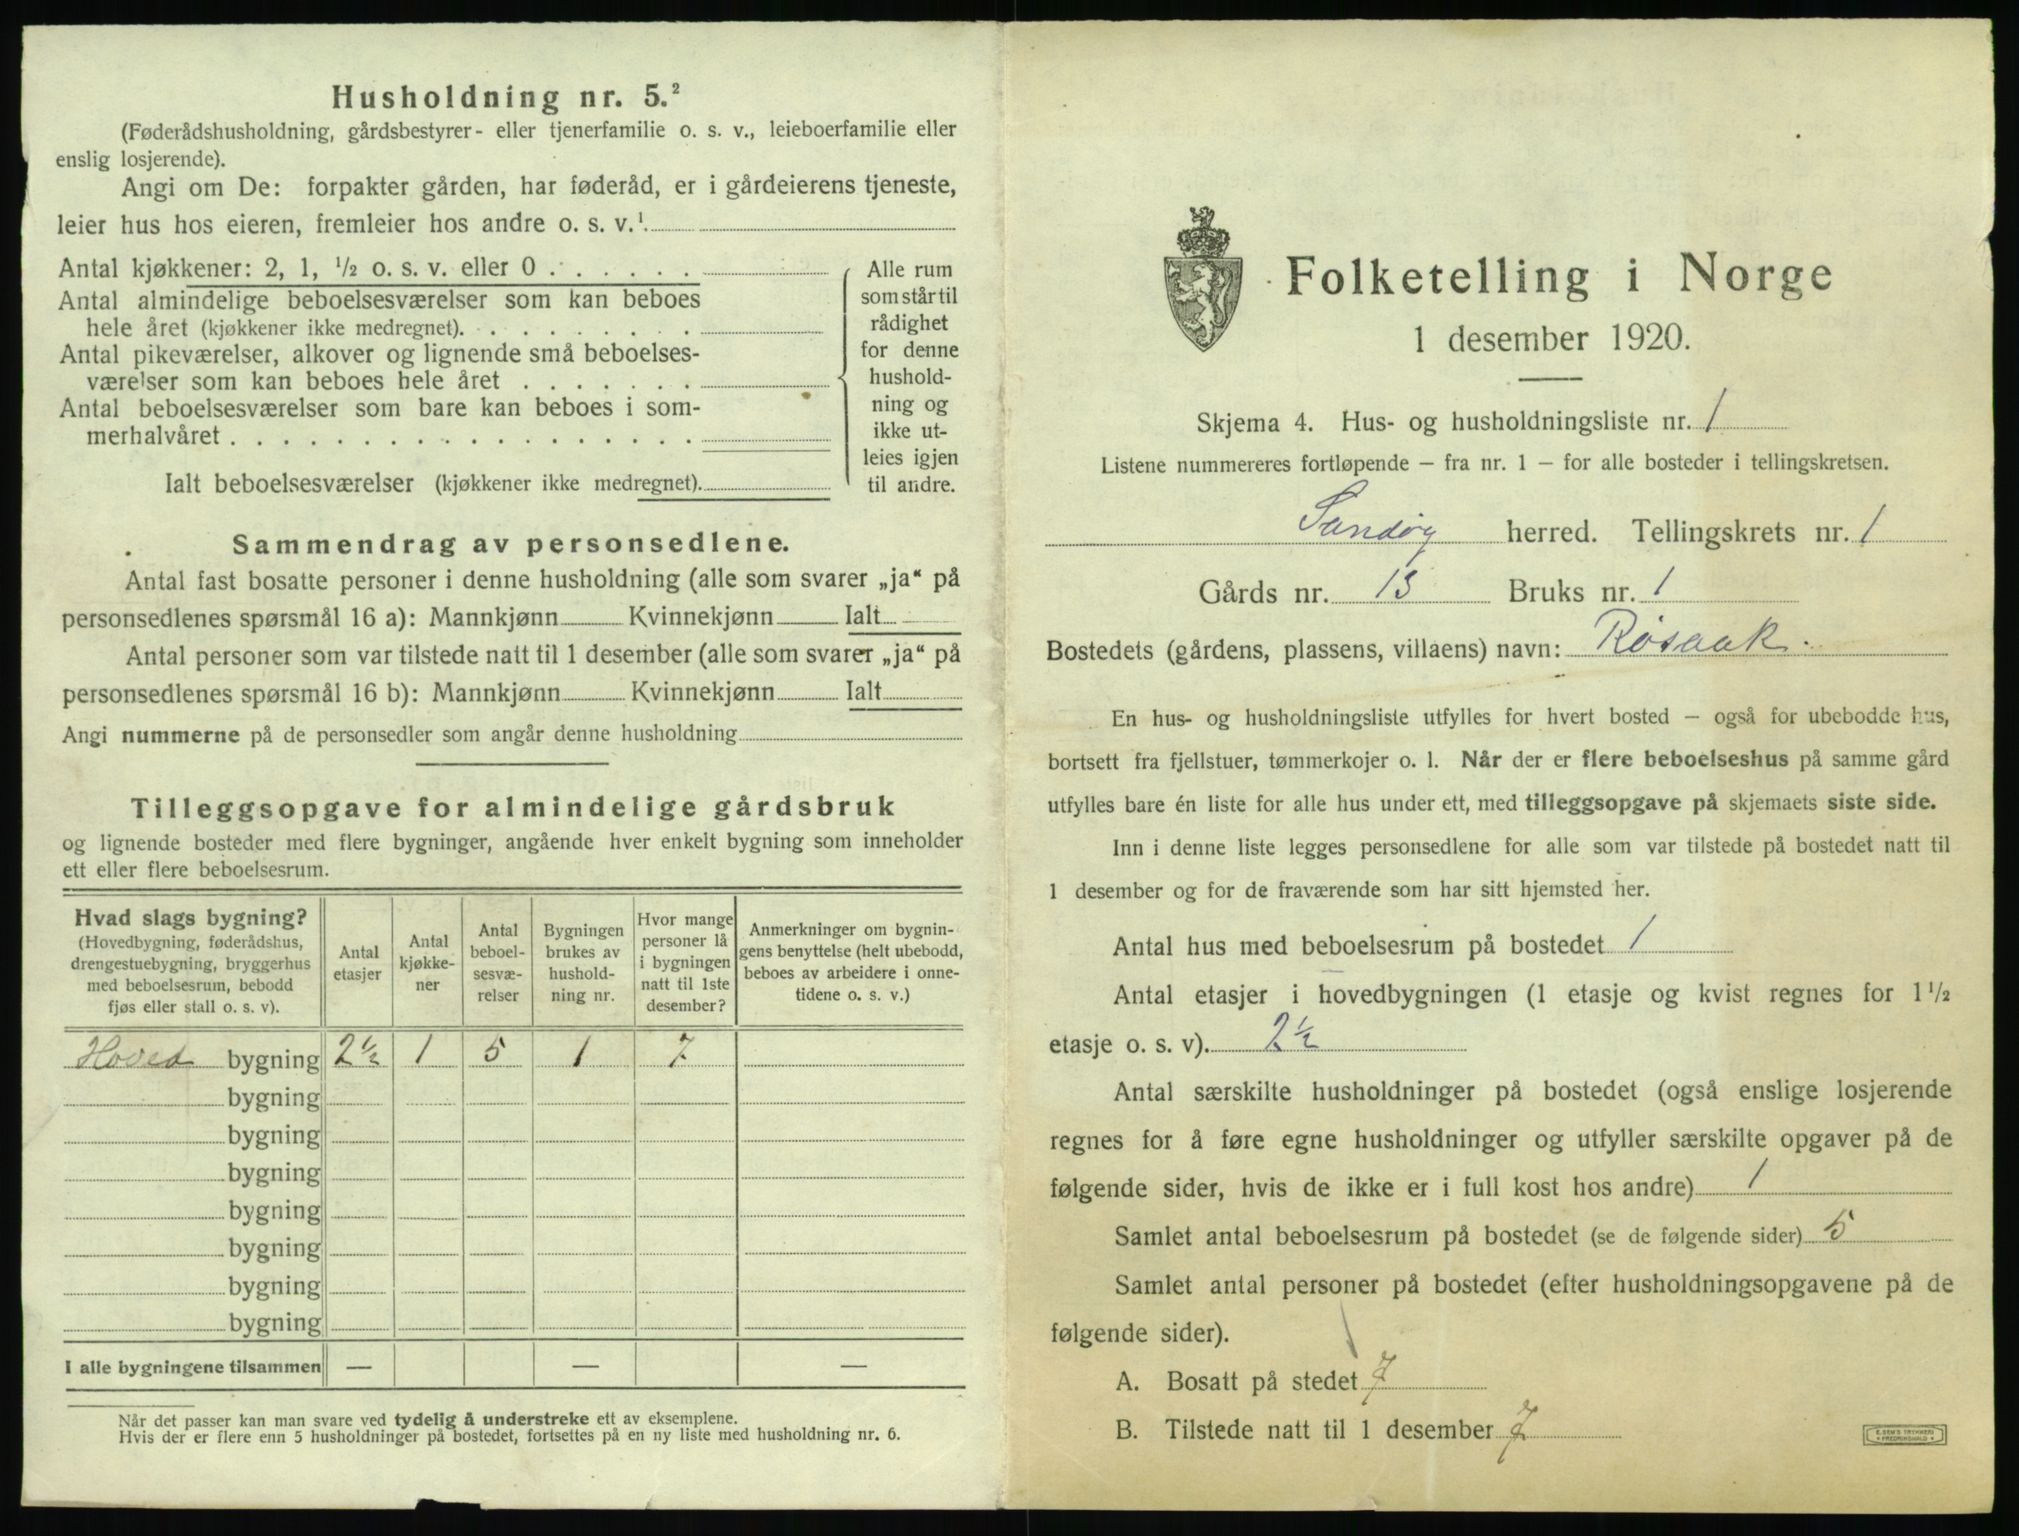 Husholdning nr. 5.²
(Føderådshusholdning, gårdsbestyrer- eller tjenerfamilie o. s. v., leieboerfamilie eller
enslig losjerende).
Angi om De: forpakter gården, har føderåd, er i gårdeierens tjeneste,
leier hus hos eieren, fremleier hos andre o. s. v.¹
Antal kjøkkener: 2, 1, ½ o. s. v. eller 0 . . . . . .
Antal almindelige beboelsesværelser som kan beboes
hele året (kjøkkener ikke medregnet). . . . . . . . .
Antal pikeværelser, alkover og lignende små beboelses-
værelser som kan beboes hele året . . . . . . .
Antal beboelsesværelser som bare kan beboes i som-
merhalvåret . . . . . . . . . . . . . . . . . .
Ialt beboelsesværelser (kjøkkener ikke medregnet).
Alle rum
som står til
rådighet
for denne
hushold-
ning og
ikke ut-
leies igjen
til andre.
Sammendrag av personsedlene.
Antal fast bosatte personer i denne husholdning (alle som svarer „ja“ på
personsedlenes spørsmål 16 a): Mannkjønn Kvinnekjønn Ialt
Antal personer som var tilstede natt til 1 desember (alle som svarer „ja“ på
personsedlenes spørsmål 16 b): Mannkjønn Kvinnekjønn Ialt
Angi nummerne på de personsedler som angår denne husholdning
Tilleggsopgave for almindelige gårdsbruk
og lignende bosteder med flere bygninger, angående hver enkelt bygning som inneholder
ett eller flere beboelsesrum.
Hvad slags bygning?
(Hovedbygning, føderådshus,
drengestuebygning, bryggerhus
med beboelsesrum, bebodd
fjøs eller stall o. s. v).
Antal
etasjer
Antal
kjøkke-
ner
Antal
beboel-
sesvæ-
relser
Bygningen
brukes av
hushold-
ning nr.
Hvor mange
personer lå
i bygningen
natt til 1ste
desember?
Anmerkninger om bygnin-
gens benyttelse (helt ubebodd,
beboes av arbeidere i onne-
tidene o. s. v.)
Hoved bygning 2½ 1 5 1 7
bygning
bygning
bygning
bygning
bygning
bygning
bygning
I alle bygningene tilsammen — — —
Når det passer kan man svare ved tydelig å understreke ett av eksemplene.
Hvis der er flere enn 5 husholdninger på bostedet, fortsettes på en ny liste med husholdning nr. 6.
Folketelling i Norge
1 desember 1920.
Skjema 4. Hus- og husholdningsliste nr. 1
Listene nummereres fortløpende — fra nr. 1 — for alle bosteder i tellingskretsen.
Sandøy herred. Tellingskrets nr. 1
Gårds nr. 13 Bruks nr. 1
Bostedets (gårdens, plassens, villaens) navn: Røsaak.
En hus- og husholdningsliste utfylles for hvert bosted — også for ubebodde hus,
bortsett fra fjellstuer, tømmerkojer o. l. Når der er flere beboelseshus på samme gård
utfylles bare én liste for alle hus under ett, med tilleggsopgave på skjemaets siste side.
Inn i denne liste legges personsedlene for alle som var tilstede på bostedet natt til
1 desember og for de fraværende som har sitt hjemsted her.
Antal hus med beboelsesrum på bostedet 1
Antal etasjer i hovedbygningen (1 etasje og kvist regnes for 1½
etasje o. s. v). 2½
Antal særskilte husholdninger på bostedet (også enslige losjerende
regnes for å føre egne husholdninger og utfyller særskilte opgaver på de
følgende sider, hvis de ikke er i full kost hos andre) 1
Samlet antal beboelsesrum på bostedet (se de følgende sider) 5
Samlet antal personer på bostedet (efter husholdningsopgavene på de
følgende sider).
A. Bosatt på stedet 7
B. Tilstede natt til 1 desember 7
E. SEM'S TRYKKERI
FREDRIKSHALD